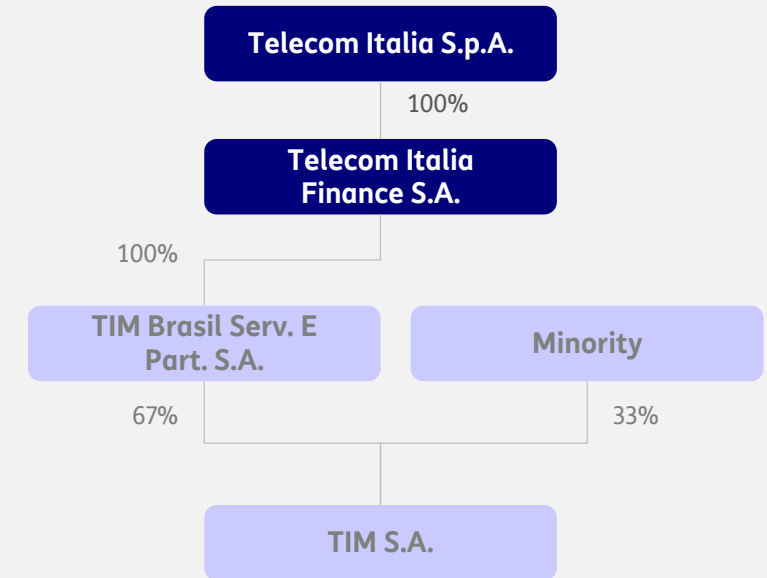 Telecom Italia S.p.A.
100%
Telecom Italia
Finance S.A.
100%
TIM Brasil Serv. E
Part. S.A.
Minority
67%
33%
TIM S.A.